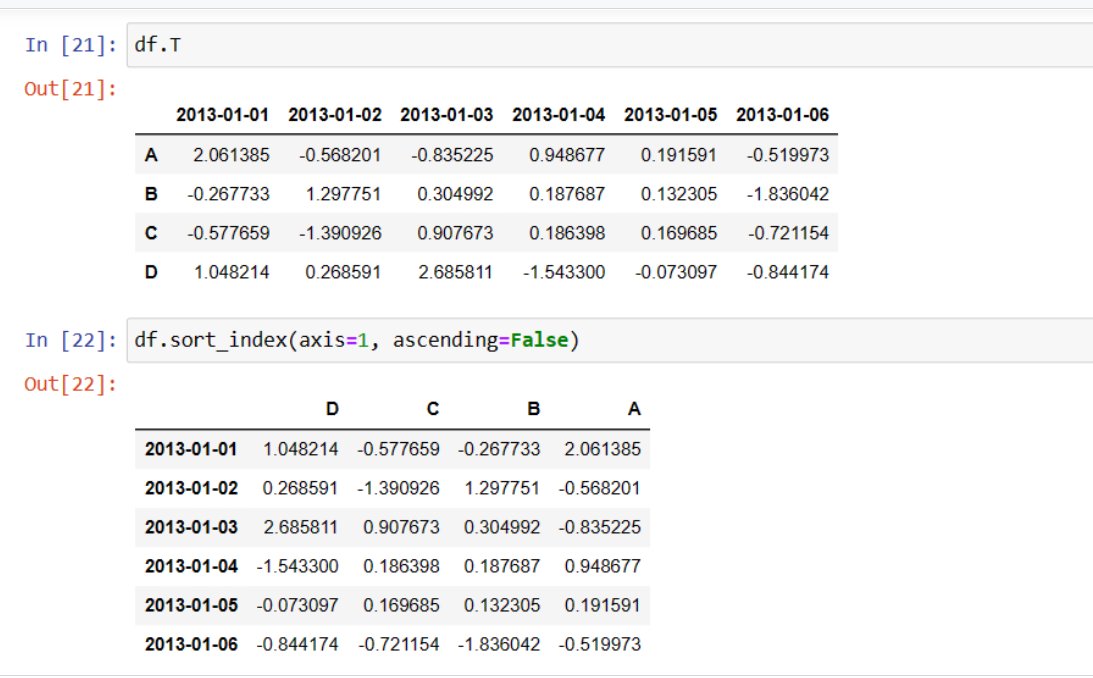 In [21]: df.T
Out[21]:
2013-01-01 2013-01-02 2013-01-03 2013-01-04 2013-01-05 2013-01-06
A 2.061385 -0.568201 -0.835225 0.948677 0.191591 -0.519973
B -0.267733 1.297751 0.304992 0.187687 0.132305 -1.836042
C -0.577659 -1.390926 0.907673 0.186398 0.169685 -0.721154
D 1.048214 0.268591 2.685811 -1.543300 -0.073097 -0.844174
In [22]: df.sort_index(axis=1, ascending=False)
Out[22]:
D C B A
2013-01-01 1.048214 -0.577659 -0.267733 2.061385
2013-01-02 0.268591 -1.390926 1.297751 -0.568201
2013-01-03 2.685811 0.907673 0.304992 -0.835225
2013-01-04 -1.543300 0.186398 0.187687 0.948677
2013-01-05 -0.073097 0.169685 0.132305 0.191591
2013-01-06 -0.844174 -0.721154 -1.836042 -0.519973